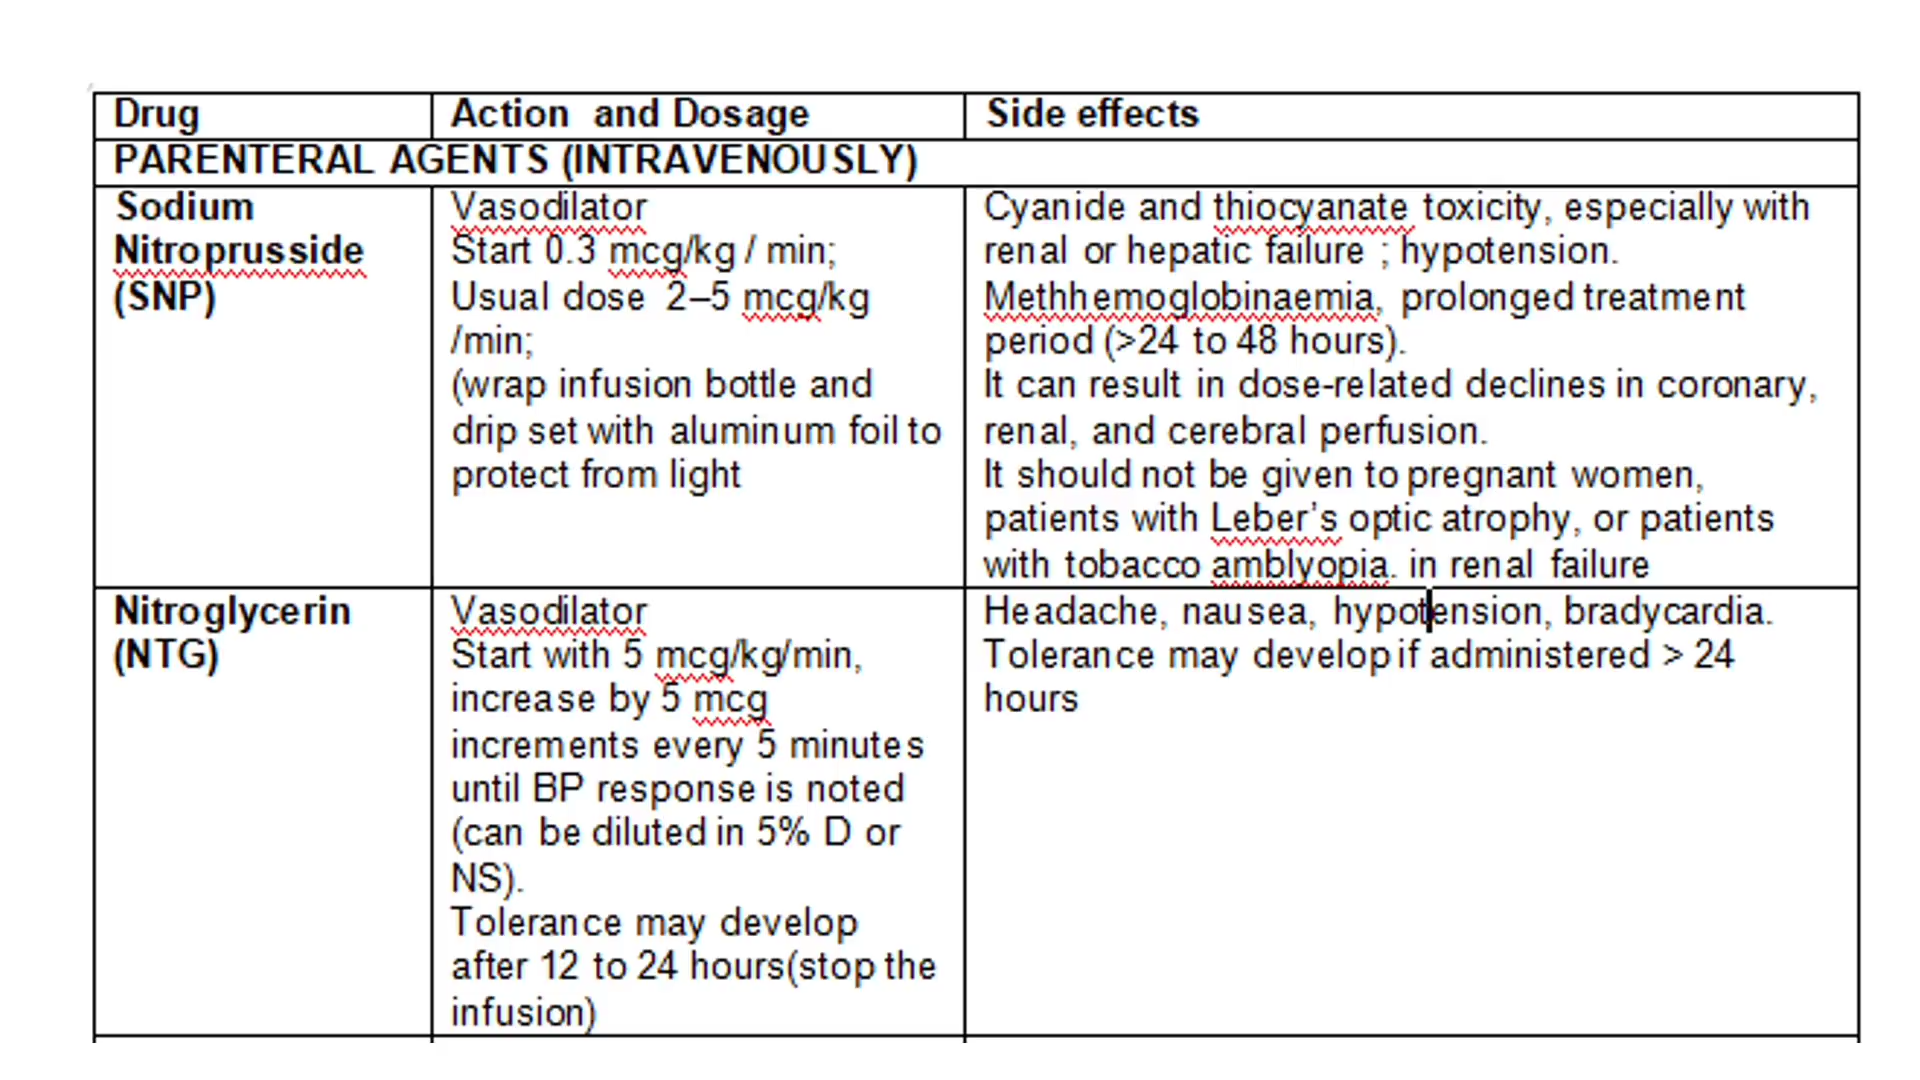 Drug
Action and Dosage
Side effects
PARENTERAL AGENTS (INTRAVENOUSLY)
Sodium
Nitroprusside
(SNP)
Vasodilator
Start 0.3 mcg/kg / min;
Usual dose 2–5 mcg/kg
/min;
(wrap infusion bottle and
drip set with aluminum foil to
protect from light
Cyanide and thiocyanate toxicity, especially with
renal or hepatic failure ; hypotension.
Methhemoglobinaemia, prolonged treatment
period (>24 to 48 hours).
It can result in dose-related declines in coronary,
renal, and cerebral perfusion.
It should not be given to pregnant women,
patients with Leber’s optic atrophy, or patients
with tobacco amblyopia. in renal failure
Nitroglycerin
(NTG)
Vasodilator
Start with 5 mcg/kg/min,
increase by 5 mcg
increments every 5 minutes
until BP response is noted
(can be diluted in 5% D or
NS).
Tolerance may develop
after 12 to 24 hours(stop the
infusion)
Headache, nausea, hypotension, bradycardia.
Tolerance may develop if administered > 24
hours